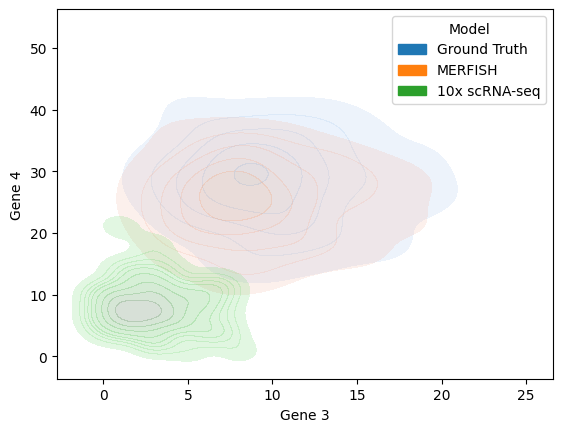 Model
Ground Truth
MERFISH
10x scRNA-seq
Gene 4
50
40
30
20
10
0
0 5 10 15 20 25
Gene 3